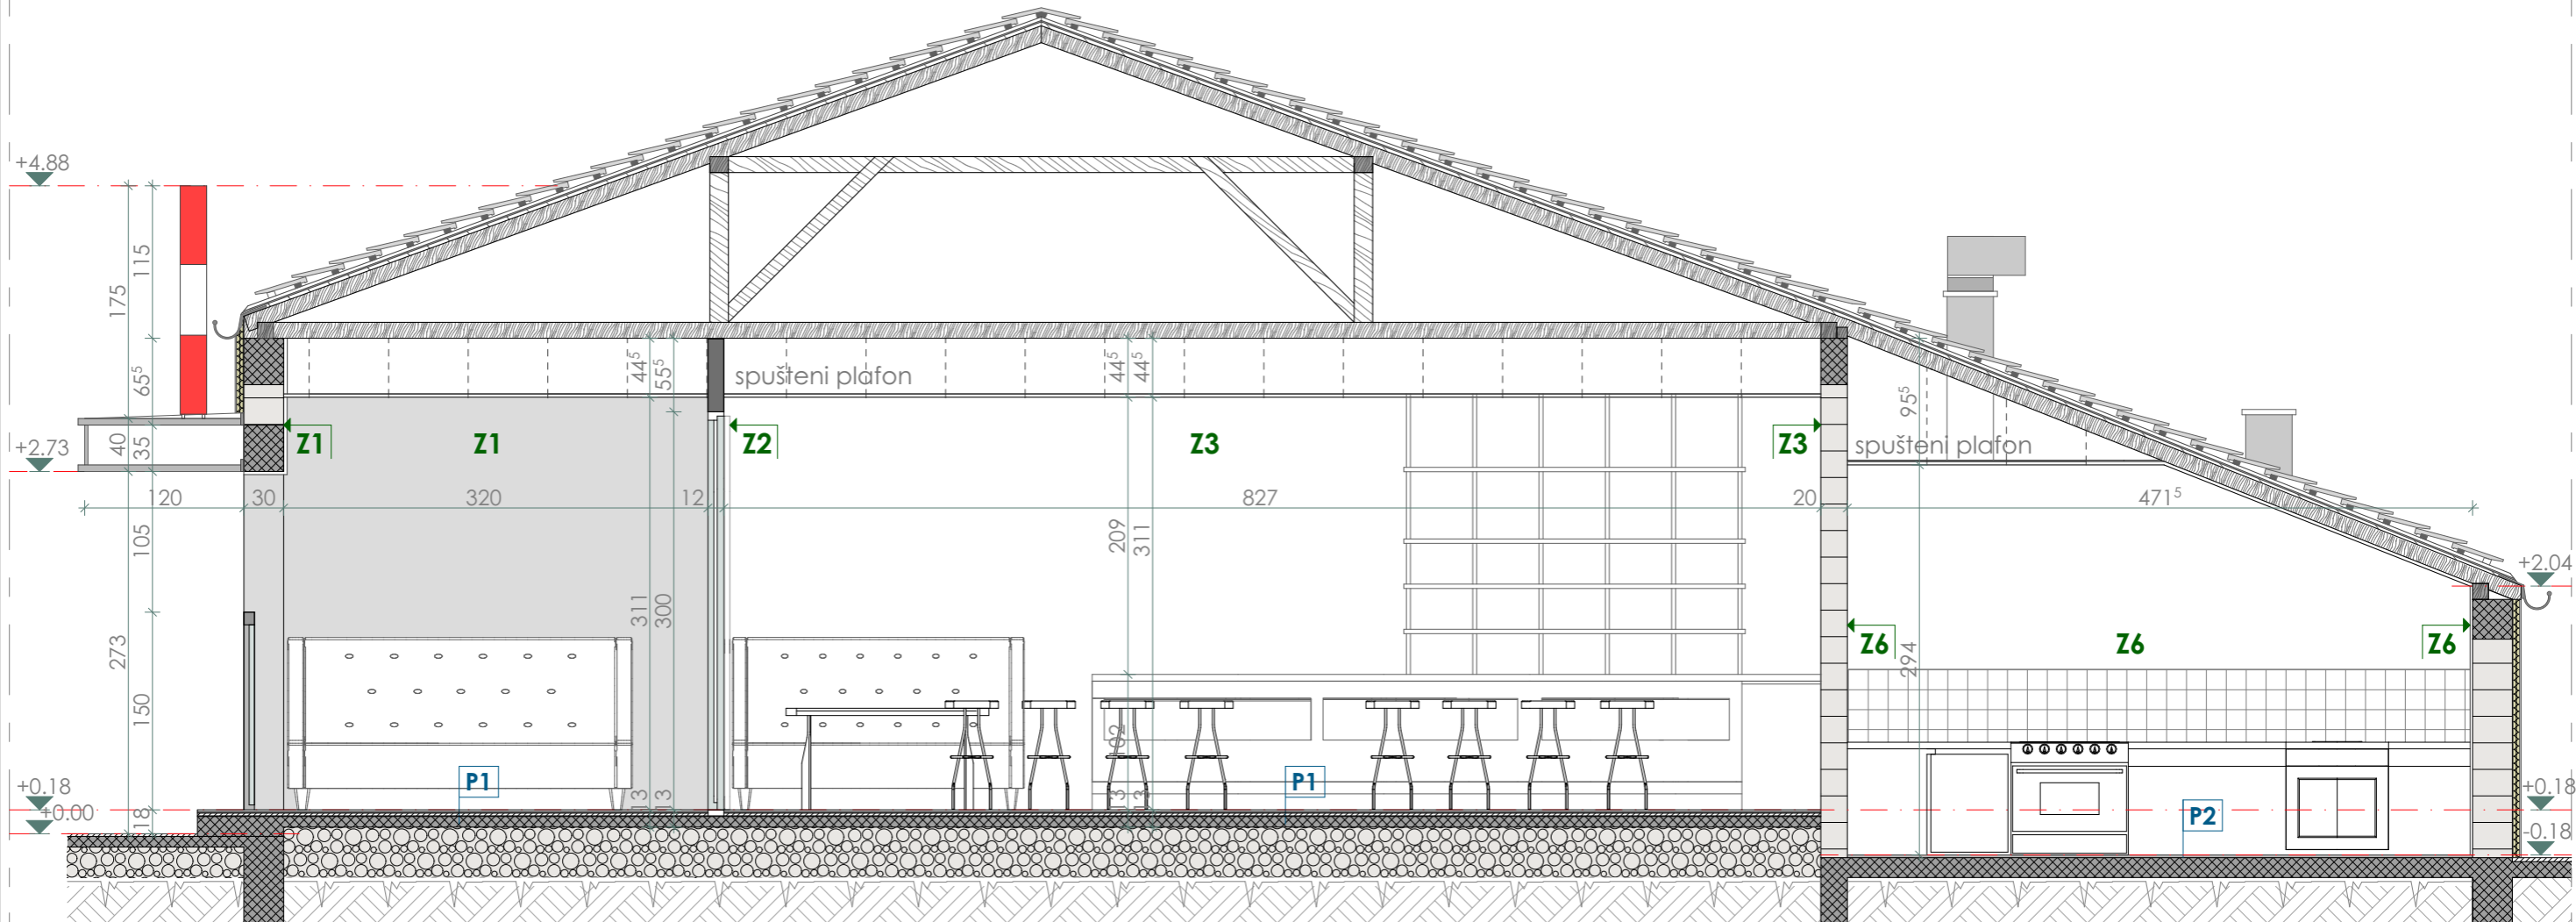 +4.88
115
175
65⁵
44⁵
55⁵
spušteni plafon
44⁵
44⁵
95⁵
Z1
Z1
Z2
Z3
Z3
spušteni plafon
40
35
+2.73
120
30
320
12
827
20
471⁵
105
209
311
+2.04
311
300
273
Z6
Z6
Z6
294
150
102
P1
P1
P2
+0.18
+0.00
18
13
13
13
13
+0.18
-0.18